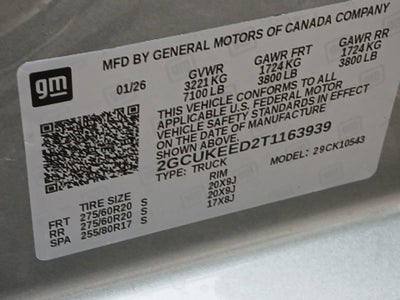 MFD BY GENERAL MOTORS OF CANADA COMPANY
gm
01/26 GVWR GAWR FRT GAWR RR
3221 KG 1724 KG 1724 KG
7100 LB 3800 LB 3800 LB
THIS VEHICLE CONFORMS TO ALL
APPLICABLE U.S. FEDERAL MOTOR
VEHICLE SAFETY STANDARDS IN EFFECT
ON THE DATE OF MANUFACTURE
2GCUKEED2T1163939
TYPE: TRUCK MODEL: 29CK10543
TIRE SIZE RIM
FRT 275/60R20 S 20X9J
RR 275/60R20 S 20X9J
SPA 255/80R17 S 17X8J